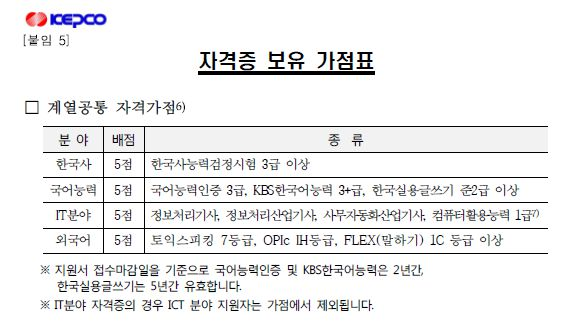 KEPCO
[붙임 5]
자격증 보유 가점표
□ 계열공통 자격가점6)
분 야 배점 종 류
한국사 5점 한국사능력검정시험 3급 이상
국어능력 5점 국어능력인증 3급, KBS한국어능력 3+급, 한국실용글쓰기 준2급 이상
IT분야 5점 정보처리기사, 정보처리산업기사, 사무자동화산업기사, 컴퓨터활용능력 1급7)
외국어 5점 토익스피킹 7등급, OPIc IH등급, FLEX(말하기) 1C 등급 이상
※ 지원서 접수마감일을 기준으로 국어능력인증 및 KBS한국어능력은 2년간,
한국실용글쓰기는 5년간 유효합니다.
※ IT분야 자격증의 경우 ICT 분야 지원자는 가점에서 제외됩니다.